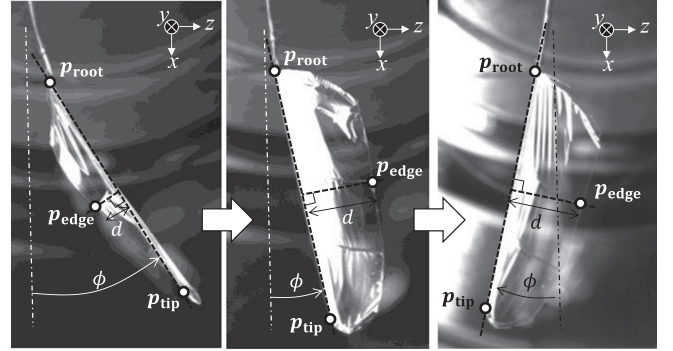 y z
x
p_root
p_edge
d
ϕ
p_tip
y z
x
p_root
p_edge
d
ϕ
p_tip
y z
x
p_root
p_edge
d
ϕ
p_tip